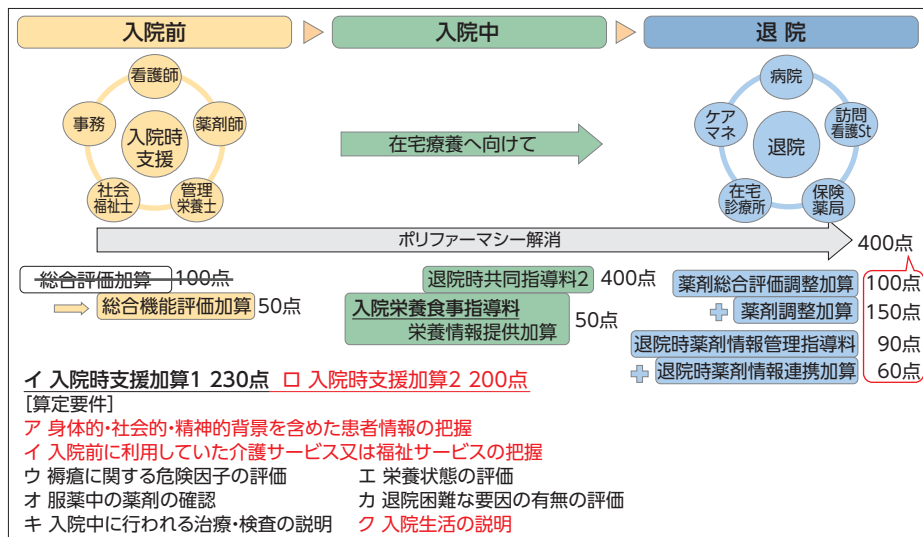 入院前
入院中
退 院
看護師
事務
薬剤師
入院時
支援
社会
福祉士
管理
栄養士
在宅療養へ向けて
病院
ケア
マネ
訪問
看護St
退院
在宅
診療所
保険
薬局
ポリファーマシー解消
400点
総合評価加算 100点
総合機能評価加算 50点
退院時共同指導料2 400点
入院栄養食事指導料
栄養情報提供加算 50点
薬剤総合評価調整加算 100点
薬剤調整加算 150点
退院時薬剤情報管理指導料 90点
退院時薬剤情報連携加算 60点
イ 入院時支援加算1 230点 ロ 入院時支援加算2 200点
[算定要件]
ア 身体的・社会的・精神的背景を含めた患者情報の把握
イ 入院前に利用していた介護サービス又は福祉サービスの把握
ウ 褥瘡に関する危険因子の評価 エ 栄養状態の評価
オ 服薬中の薬剤の確認 カ 退院困難な要因の有無の評価
キ 入院中に行われる治療・検査の説明 ク 入院生活の説明